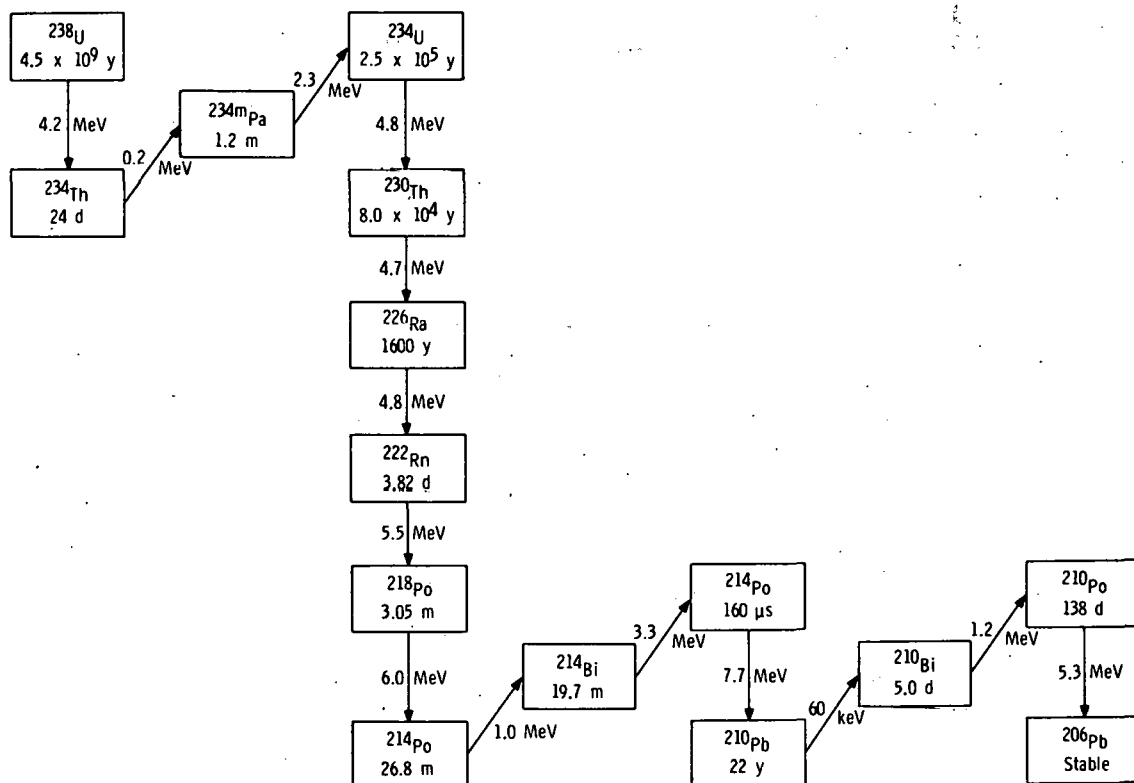 238U
4.5 x 10^9 y
4.2 MeV
234Th
24 d
0.2 MeV
234mPa
1.2 m
2.3 MeV
234U
2.5 x 10^5 y
4.8 MeV
230Th
8.0 x 10^4 y
4.7 MeV
226Ra
1600 y
4.8 MeV
222Rn
3.82 d
5.5 MeV
218Po
3.05 m
6.0 MeV
214Po
26.8 m
1.0 MeV
214Bi
19.7 m
3.3 MeV
214Po
160 µs
7.7 MeV
210Pb
22 y
60 keV
210Bi
5.0 d
1.2 MeV
210Po
138 d
5.3 MeV
206Pb
Stable